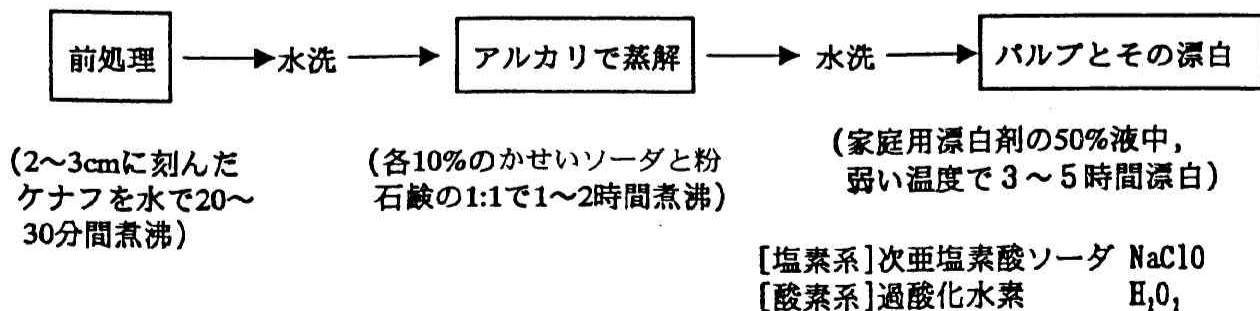 前処理 → 水洗 → アルカリで蒸解 → 水洗 → パルプとその漂白
(2～3cmに刻んだ
ケナフを水で20～
30分間煮沸)
(各10%のかせいソーダと粉
石鹸の1:1で1～2時間煮沸)
(家庭用漂白剤の50%液中,
弱い温度で3～5時間漂白)
[塩素系]次亜塩素酸ソーダ NaClO
[酸素系]過酸化水素 H₂O₂